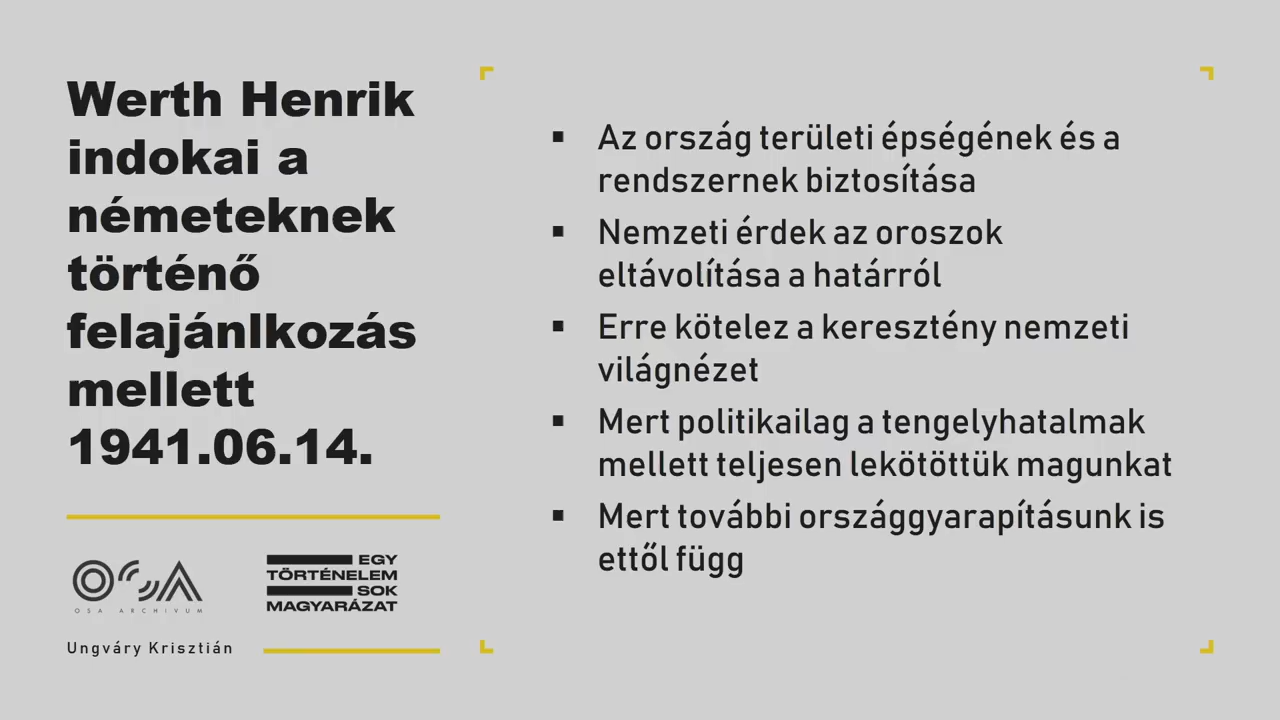 Werth Henrik
indokai a
németeknek
történő
felajánlkozás
mellett
1941.06.14.
OSA
OSA ARCHIVUM
EGY
TÖRTÉNELEM
SOK
MAGYARÁZAT
Ungváry Krisztián
▪ Az ország területi épségének és a
rendszernek biztosítása
▪ Nemzeti érdek az oroszok
eltávolítása a határról
▪ Erre kötelez a keresztény nemzeti
világnézet
▪ Mert politikailag a tengelyhatalmak
mellett teljesen lekötöttük magunkat
▪ Mert további országgyarapításunk is
ettől függ